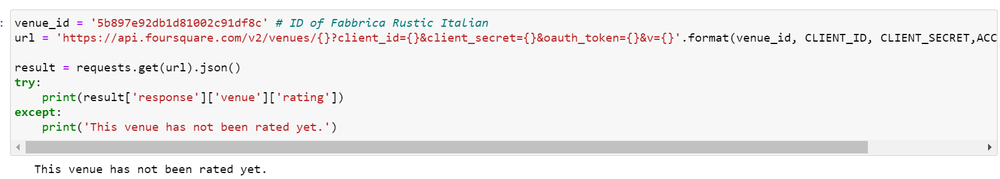 :
venue_id = '5b897e92db1d81002c91df8c' # ID of Fabbrica Rustic Italian
url = 'https://api.foursquare.com/v2/venues/{}?client_id={}&client_secret={}&oauth_token={}&v={}'.format(venue_id, CLIENT_ID, CLIENT_SECRET,ACC
result = requests.get(url).json()
try:
    print(result['response']['venue']['rating'])
except:
    print('This venue has not been rated yet.')
This venue has not been rated yet.